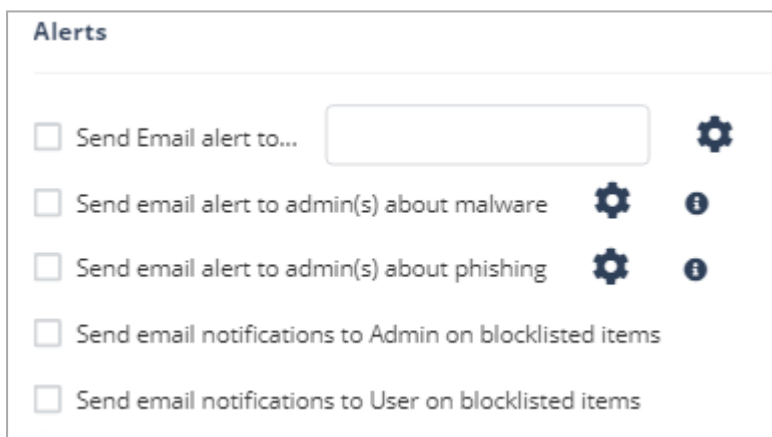 Alerts
Send Email alert to...
Send email alert to admin(s) about malware
Send email alert to admin(s) about phishing
Send email notifications to Admin on blocklisted items
Send email notifications to User on blocklisted items